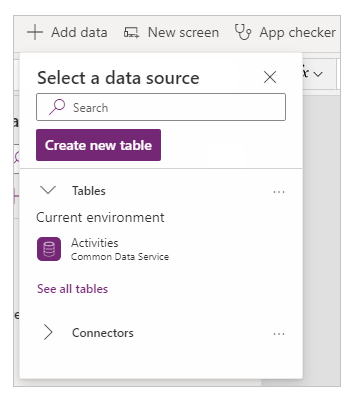 Add data New screen App checker
Select a data source
Search
Create new table
Tables
Current environment
Activities
Common Data Service
See all tables
Connectors